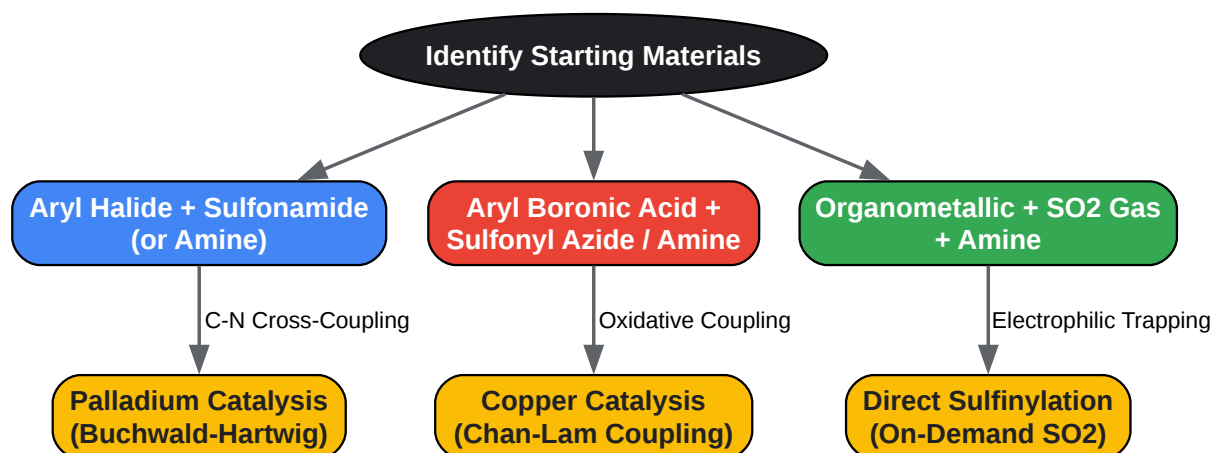 Identify Starting Materials
Aryl Halide + Sulfonamide
(or Amine)
Aryl Boronic Acid +
Sulfonyl Azide / Amine
Organometallic + SO2 Gas
+ Amine
C-N Cross-Coupling
Oxidative Coupling
Electrophilic Trapping
Palladium Catalysis
(Buchwald-Hartwig)
Copper Catalysis
(Chan-Lam Coupling)
Direct Sulfinylation
(On-Demand SO2)